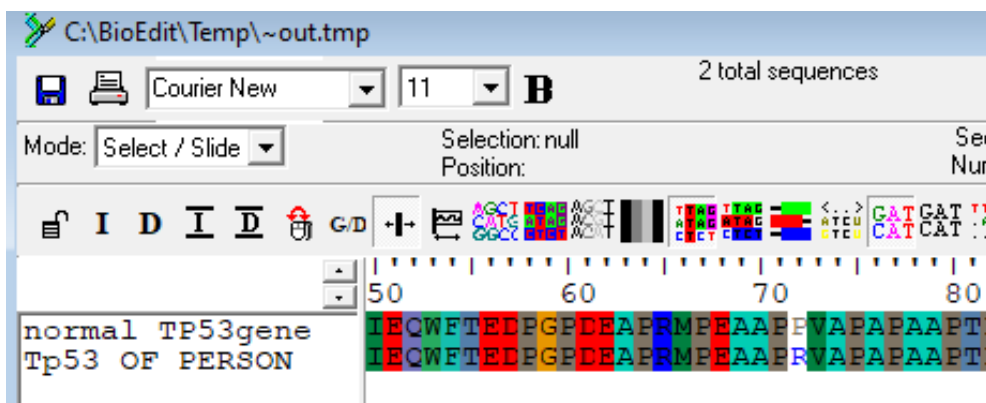 C:\BioEdit\Temp\~out.tmp
Courier New 11 B 2 total sequences
Mode: Select / Slide Selection: null
Position:
I D I D G/D
50 60 70 80
normal TP53gene IEQWFTEDPGPDEAPRMPEAAPPVAPAPAAPT
Tp53 OF PERSON IEQWFTEDPGPDEAPRMPEAAPRVAPAPAAPT